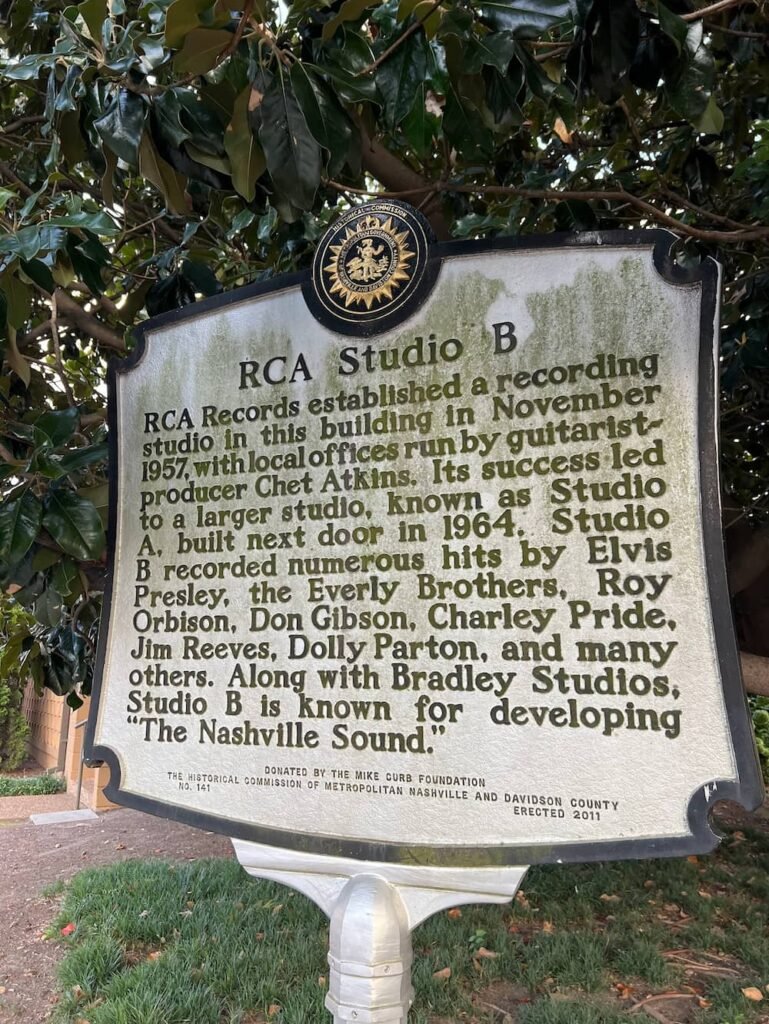 HISTORICAL COMMISSION
RCA Studio B
RCA Records established a recording
studio in this building in November
1957, with local offices run by guitarist-
producer Chet Atkins. Its success led
to a larger studio, known as Studio
A, built next door in 1964. Studio
B recorded numerous hits by Elvis
Presley, the Everly Brothers, Roy
Orbison, Don Gibson, Charley Pride,
Jim Reeves, Dolly Parton, and many
others. Along with Bradley Studios,
Studio B is known for developing
"The Nashville Sound."
DONATED BY THE MIKE CURB FOUNDATION
THE HISTORICAL COMMISSION OF METROPOLITAN NASHVILLE AND DAVIDSON COUNTY
NO. 141
ERECTED 2011